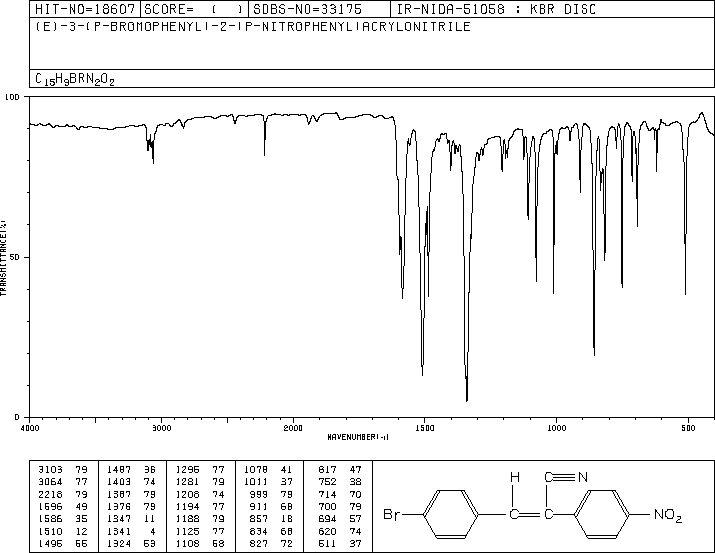 HIT-NO=18607 SCORE= ( ) SDBS-NO=33175 IR-NIDA-51058 : KBR DISC
(E)-3-(P-BROMOPHENYL)-2-(P-NITROPHENYL)ACRYLONITRILE
C15H9BRN2O2
100
50
0
TRANSMITTANCE(%)
4000 3000 2000 1500 1000 500
WAVENUMBER(-1)
3103 79 1487 36 1296 77 1078 41 817 47
3064 77 1403 74 1281 79 1011 37 752 38
2218 79 1387 79 1208 74 999 79 714 70
1596 49 1376 79 1194 77 911 68 700 79
1586 35 1347 11 1188 79 857 18 694 57
1510 12 1341 4 1125 77 834 68 620 74
1495 66 1324 53 1108 58 827 72 511 37
H C N
Br C C NO2